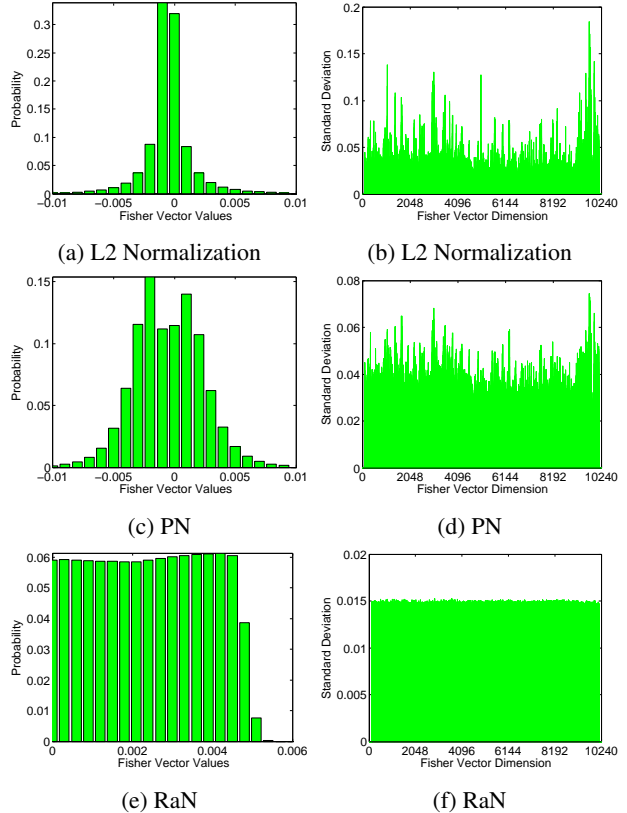 0.3
0.25
0.2
0.15
0.1
0.05
0
Probability
−0.01 −0.005 0 0.005 0.01
Fisher Vector Values
(a) L2 Normalization
0.2
0.15
0.1
0.05
0
Standard Deviation
0 2048 4096 6144 8192 10240
Fisher Vector Dimension
(b) L2 Normalization
0.15
0.1
0.05
0
Probability
−0.01 −0.005 0 0.005 0.01
Fisher Vector Values
(c) PN
0.08
0.06
0.04
0.02
0
Standard Deviation
0 2048 4096 6144 8192 10240
Fisher Vector Dimension
(d) PN
0.06
0.05
0.04
0.03
0.02
0.01
0
Probability
0 0.002 0.004 0.006
Fisher Vector Values
(e) RaN
0.02
0.015
0.01
0.005
0
Standard Deviation
0 2048 4096 6144 8192 10240
Fisher Vector Dimension
(f) RaN